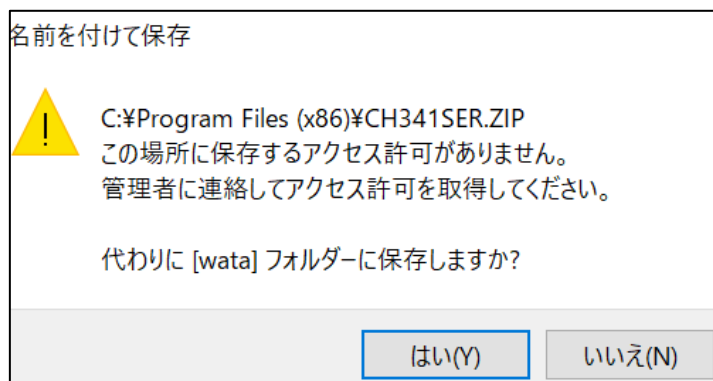 名前を付けて保存
C:¥Program Files (x86)¥CH341SER.ZIP
この場所に保存するアクセス許可がありません。
管理者に連絡してアクセス許可を取得してください。
代わりに [wata] フォルダーに保存しますか?
はい(Y)
いいえ(N)